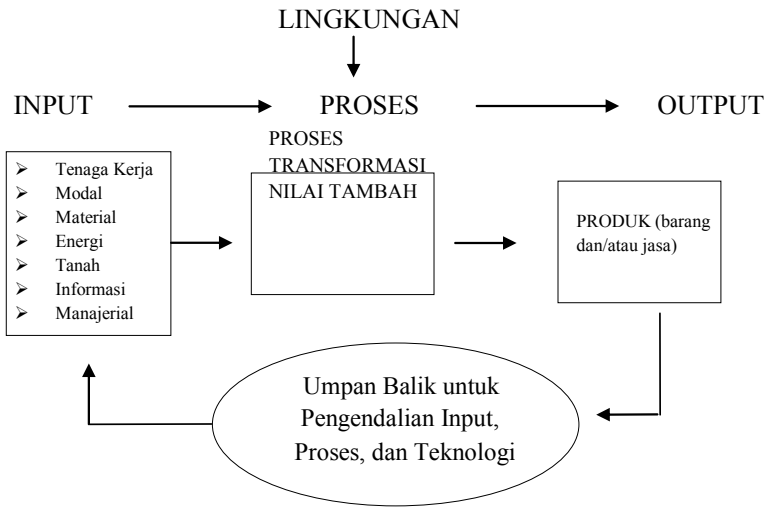 LINGKUNGAN
INPUT
PROSES
OUTPUT
PROSES
TRANSFORMASI
NILAI TAMBAH
➢ Tenaga Kerja
➢ Modal
➢ Material
➢ Energi
➢ Tanah
➢ Informasi
➢ Manajerial
PRODUK (barang
dan/atau jasa)
Umpan Balik untuk
Pengendalian Input,
Proses, dan Teknologi